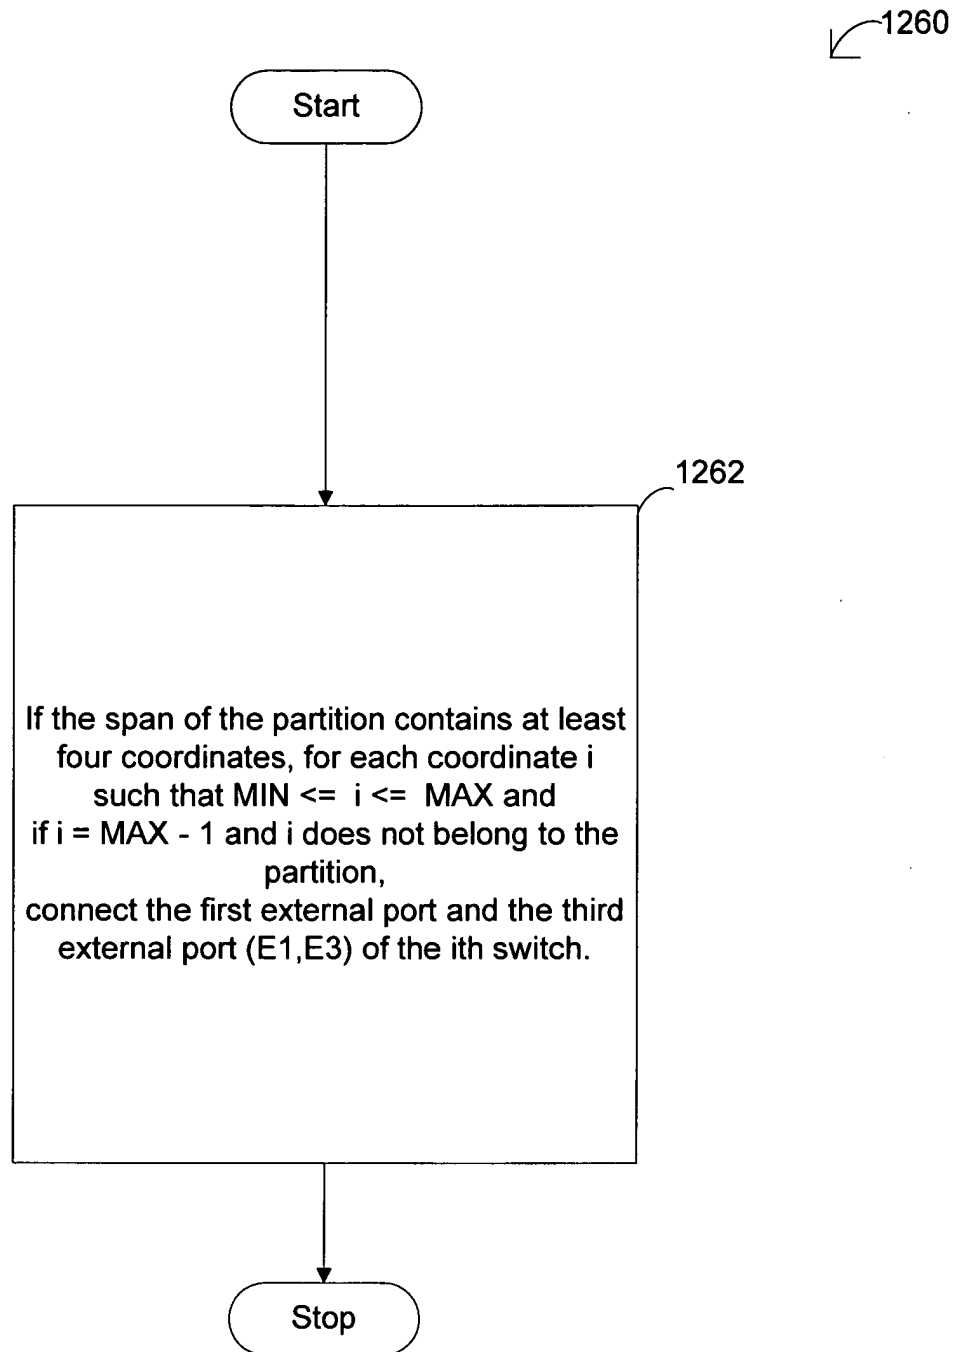 1260
Start
1262
If the span of the partition contains at least
four coordinates, for each coordinate i
such that MIN <= i <= MAX and
if i = MAX - 1 and i does not belong to the
partition,
connect the first external port and the third
external port (E1,E3) of the ith switch.
Stop